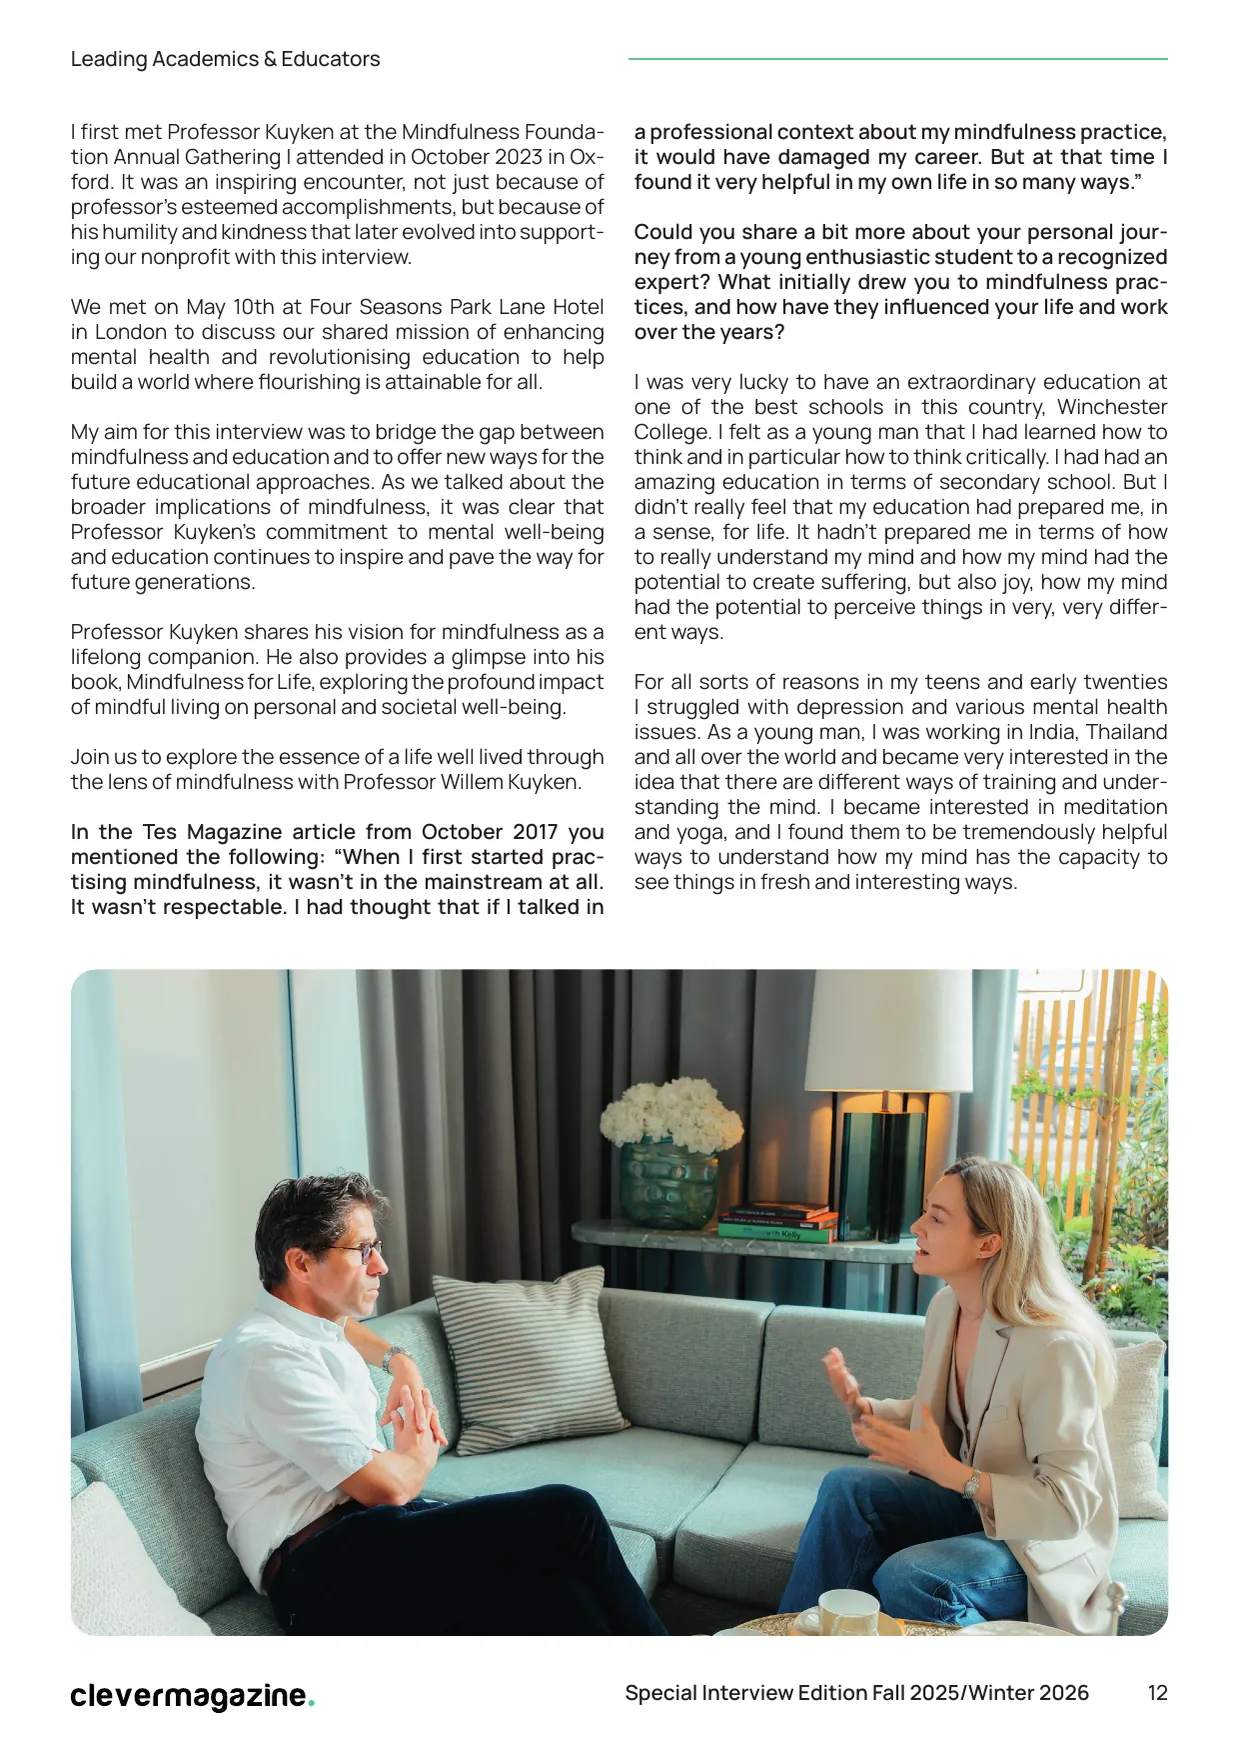 Leading Academics & Educators
I first met Professor Kuyken at the Mindfulness Founda-
tion Annual Gathering I attended in October 2023 in Ox-
ford. It was an inspiring encounter, not just because of
professor's esteemed accomplishments, but because of
his humility and kindness that later evolved into support-
ing our nonprofit with this interview.
We met on May 10th at Four Seasons Park Lane Hotel
in London to discuss our shared mission of enhancing
mental health and revolutionising education to help
build a world where flourishing is attainable for all.
My aim for this interview was to bridge the gap between
mindfulness and education and to offer new ways for the
future educational approaches. As we talked about the
broader implications of mindfulness, it was clear that
Professor Kuyken's commitment to mental well-being
and education continues to inspire and pave the way for
future generations.
Professor Kuyken shares his vision for mindfulness as a
lifelong companion. He also provides a glimpse into his
book, Mindfulness for Life, exploring the profound impact
of mindful living on personal and societal well-being.
Join us to explore the essence of a life well lived through
the lens of mindfulness with Professor Willem Kuyken.
In the Tes Magazine article from October 2017 you
mentioned the following: “When I first started prac-
tising mindfulness, it wasn't in the mainstream at all.
It wasn't respectable. I had thought that if I talked in
a professional context about my mindfulness practice,
it would have damaged my career. But at that time I
found it very helpful in my own life in so many ways.”
Could you share a bit more about your personal jour-
ney from a young enthusiastic student to a recognized
expert? What initially drew you to mindfulness prac-
tices, and how have they influenced your life and work
over the years?
I was very lucky to have an extraordinary education at
one of the best schools in this country, Winchester
College. I felt as a young man that I had learned how to
think and in particular how to think critically. I had had an
amazing education in terms of secondary school. But I
didn't really feel that my education had prepared me, in
a sense, for life. It hadn't prepared me in terms of how
to really understand my mind and how my mind had the
potential to create suffering, but also joy, how my mind
had the potential to perceive things in very, very differ-
ent ways.
For all sorts of reasons in my teens and early twenties
I struggled with depression and various mental health
issues. As a young man, I was working in India, Thailand
and all over the world and became very interested in the
idea that there are different ways of training and under-
standing the mind. I became interested in meditation
and yoga, and I found them to be tremendously helpful
ways to understand how my mind has the capacity to
see things in fresh and interesting ways.
Kelly
clevermagazine.
Special Interview Edition Fall 2025/Winter 2026
12